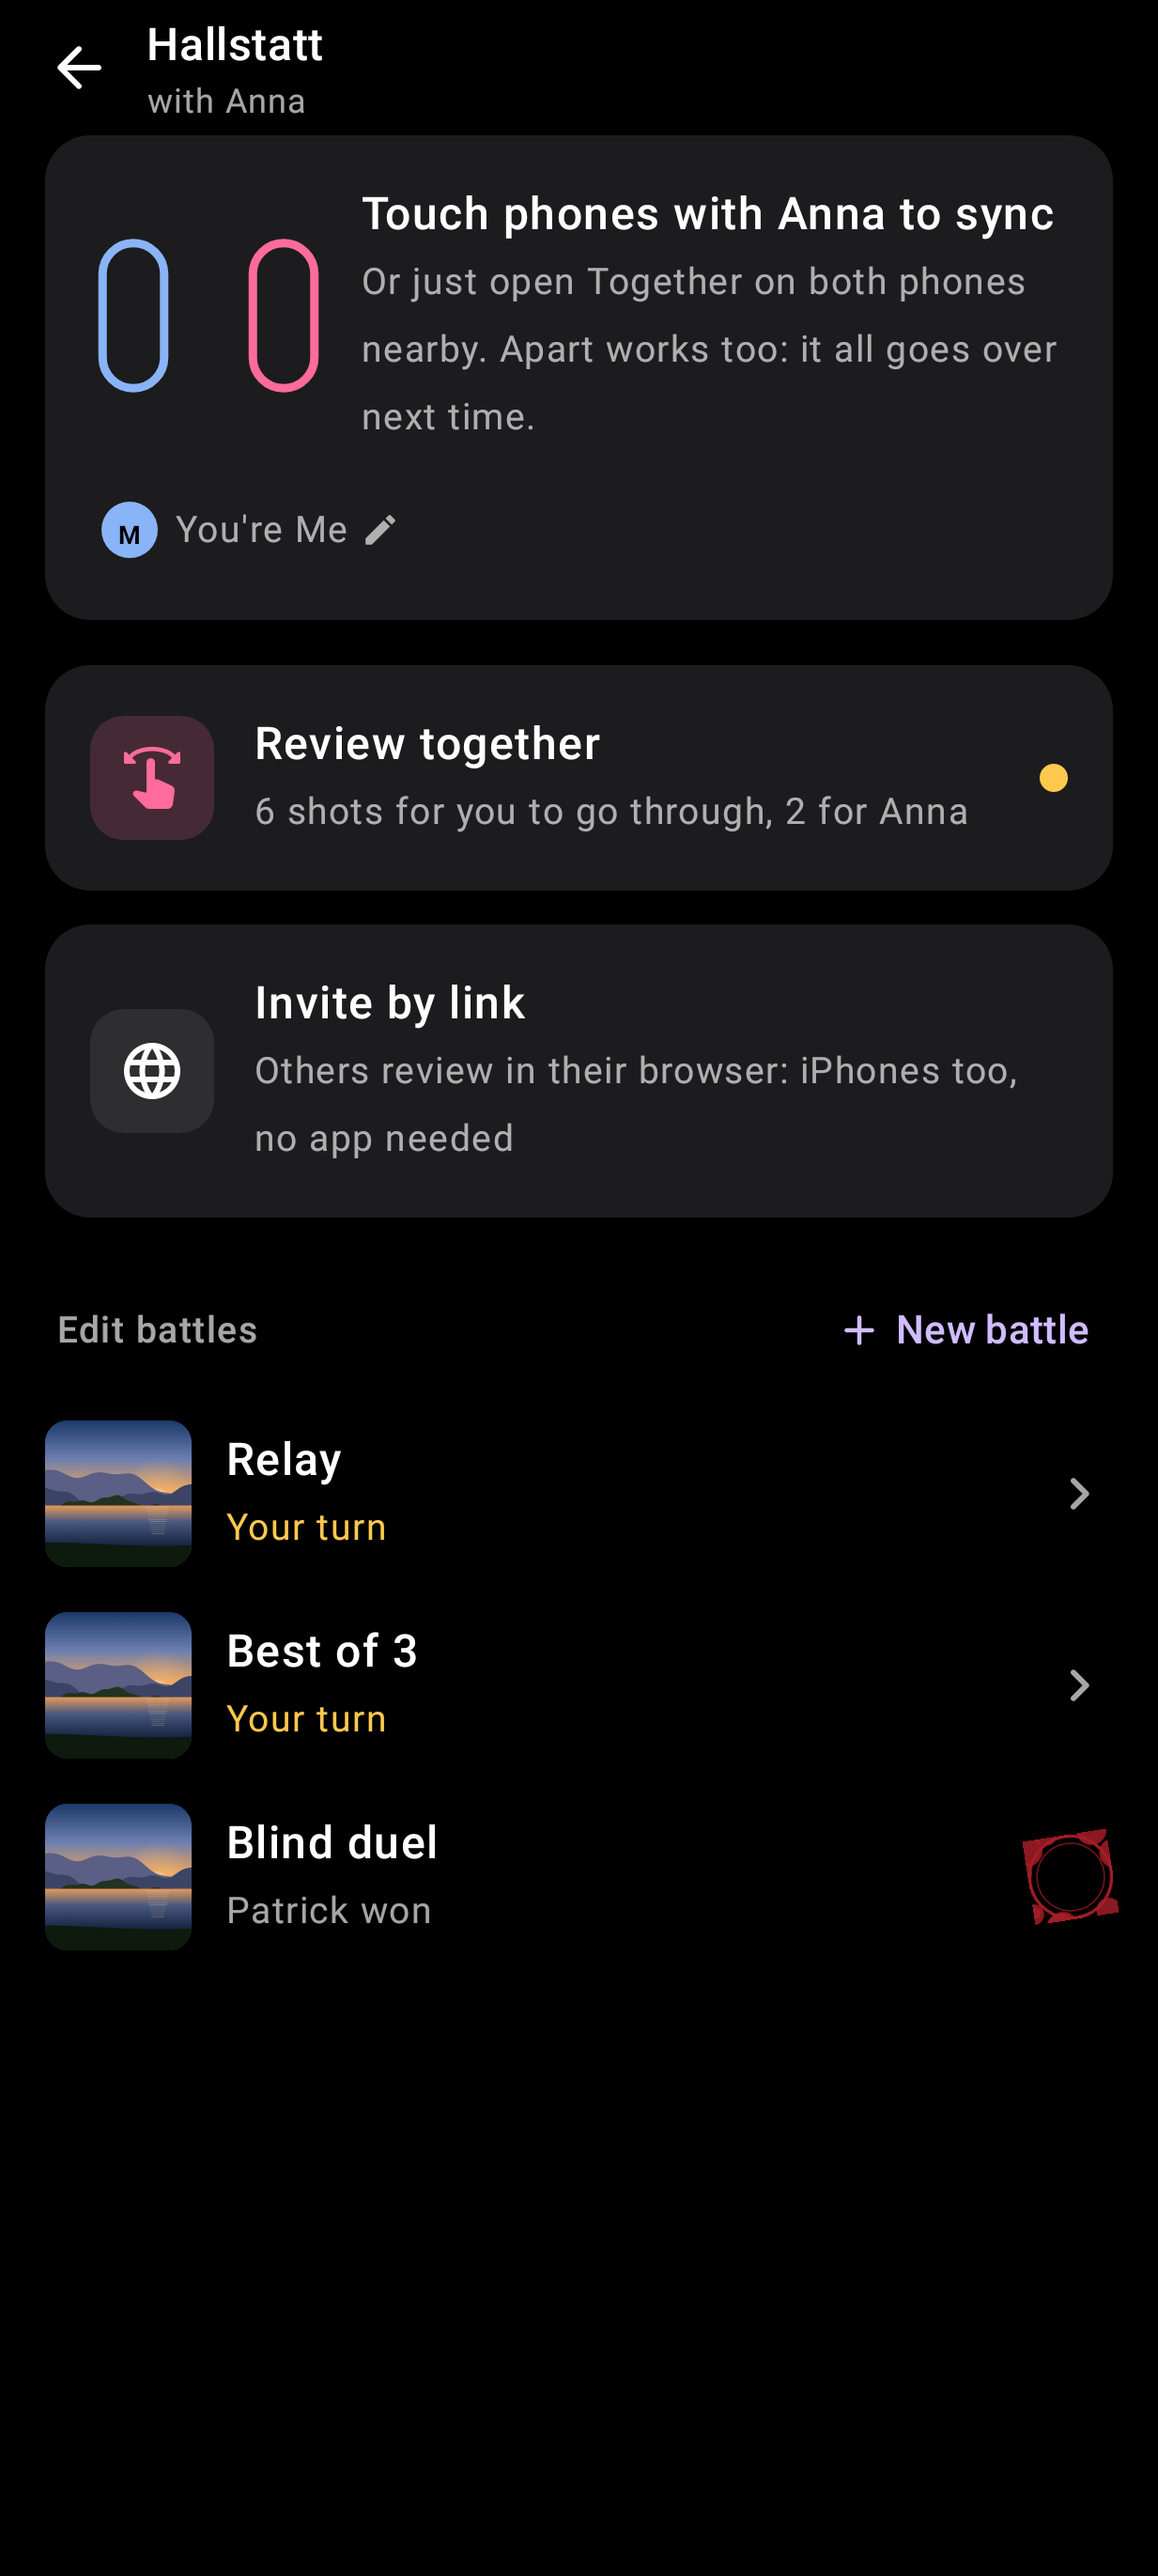 Hallstatt
with Anna
Touch phones with Anna to sync
Or just open Together on both phones
nearby. Apart works too: it all goes over
next time.
M You're Me
Review together
6 shots for you to go through, 2 for Anna
Invite by link
Others review in their browser: iPhones too,
no app needed
Edit battles
+ New battle
Relay
Your turn
Best of 3
Your turn
Blind duel
Patrick won